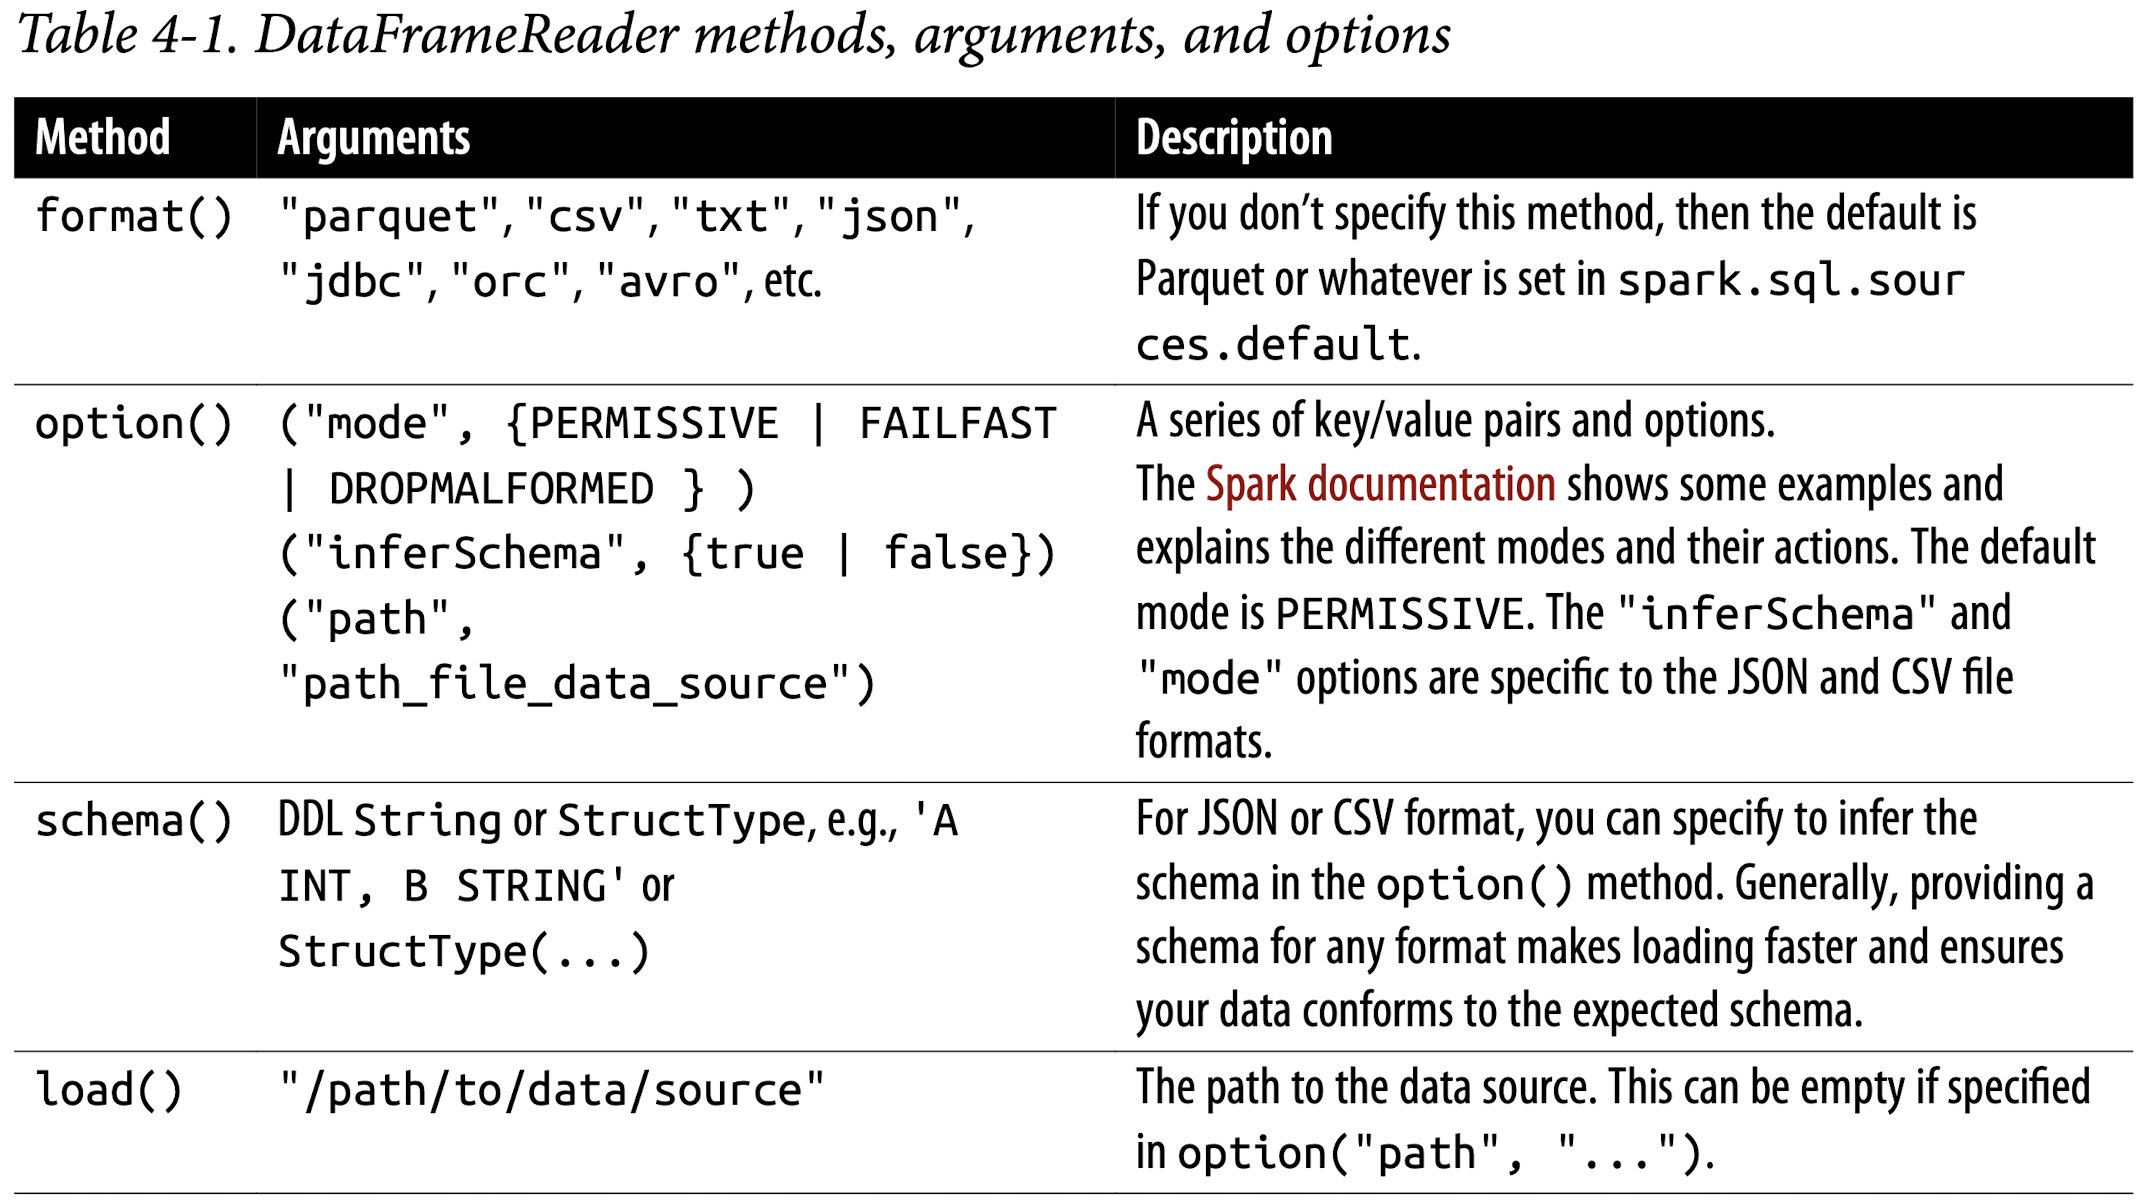 Table 4-1. DataFrameReader methods, arguments, and options
Method Arguments Description
format() "parquet", "csv", "txt", "json",
"jdbc", "orc", "avro", etc.
If you don’t specify this method, then the default is
Parquet or whatever is set in spark.sql.sour
ces.default.
option() ("mode", {PERMISSIVE | FAILFAST
| DROPMALFORMED } )
("inferSchema", {true | false})
("path",
"path_file_data_source")
A series of key/value pairs and options.
The Spark documentation shows some examples and
explains the different modes and their actions. The default
mode is PERMISSIVE. The "inferSchema" and
"mode" options are specific to the JSON and CSV file
formats.
schema() DDL String or StructType, e.g., 'A
INT, B STRING' or
StructType(...)
For JSON or CSV format, you can specify to infer the
schema in the option() method. Generally, providing a
schema for any format makes loading faster and ensures
your data conforms to the expected schema.
load() "/path/to/data/source"
The path to the data source. This can be empty if specified
in option("path", "...").